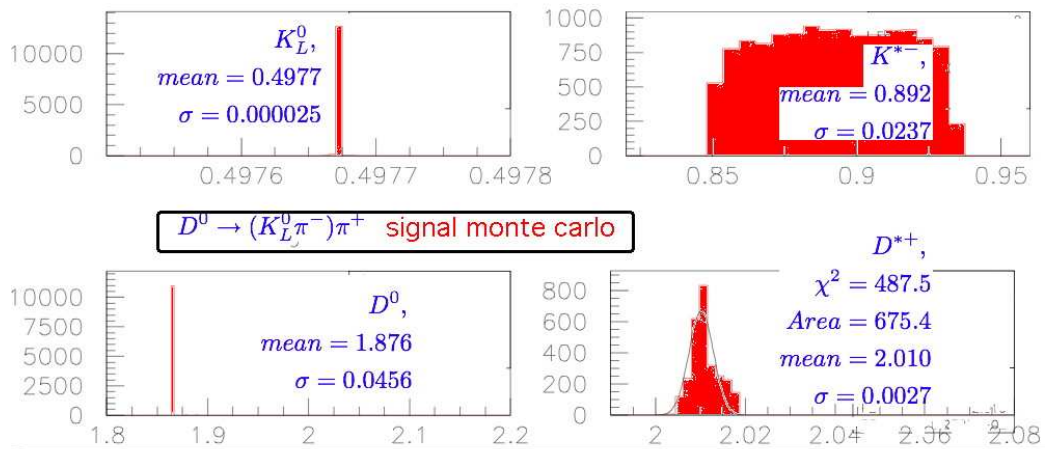 K_L^0,
mean = 0.4977
σ = 0.000025
10000
5000
0
0.4976 0.4977 0.4978
K*−,
mean = 0.892
σ = 0.0237
1000
750
500
250
0
0.85 0.9 0.95
D^0 → (K_L^0 π^−)π^+ signal monte carlo
D^0,
mean = 1.876
σ = 0.0456
10000
7500
5000
2500
0
1.8 1.9 2 2.1 2.2
D*+,
χ^2 = 487.5
Area = 675.4
mean = 2.010
σ = 0.0027
800
600
400
200
0
2 2.02 2.04 2.06 2.08